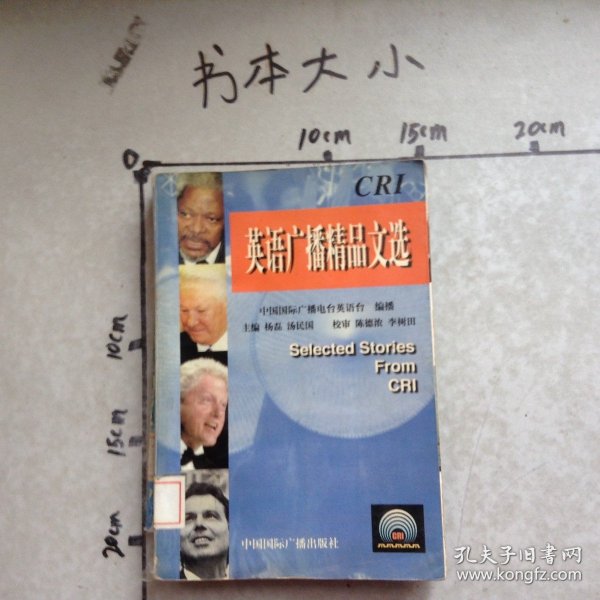 书本大小
10cm 15cm 20cm
0
CRI
英语广播精品文选
中国国际广播电台英语台 编播
主编 杨磊 汤民国 校审 陈德浓 李树田
Selected Stories
From
CRI
10cm
15cm
20cm
中国国际广播出版社
CRI
孔夫子旧书网
www.kongfz.com